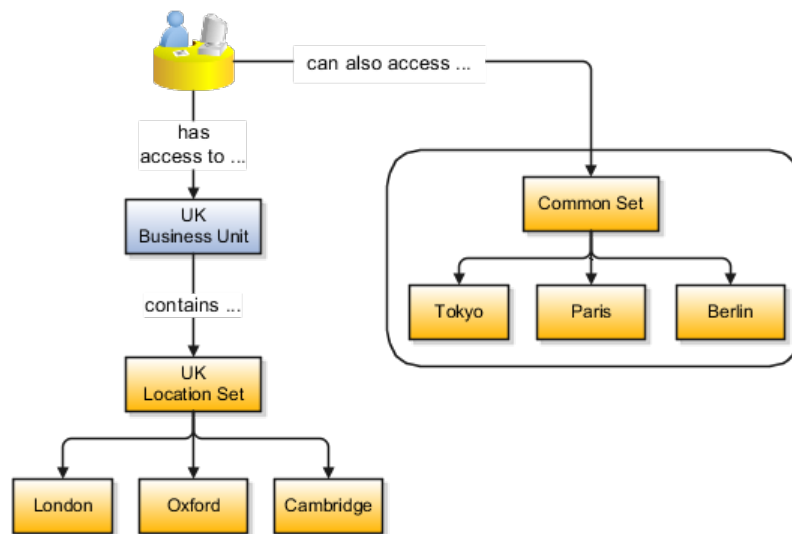 can also access ...
has
access to ...
UK
Business Unit
contains ...
UK
Location Set
London
Oxford
Cambridge
Common Set
Tokyo
Paris
Berlin